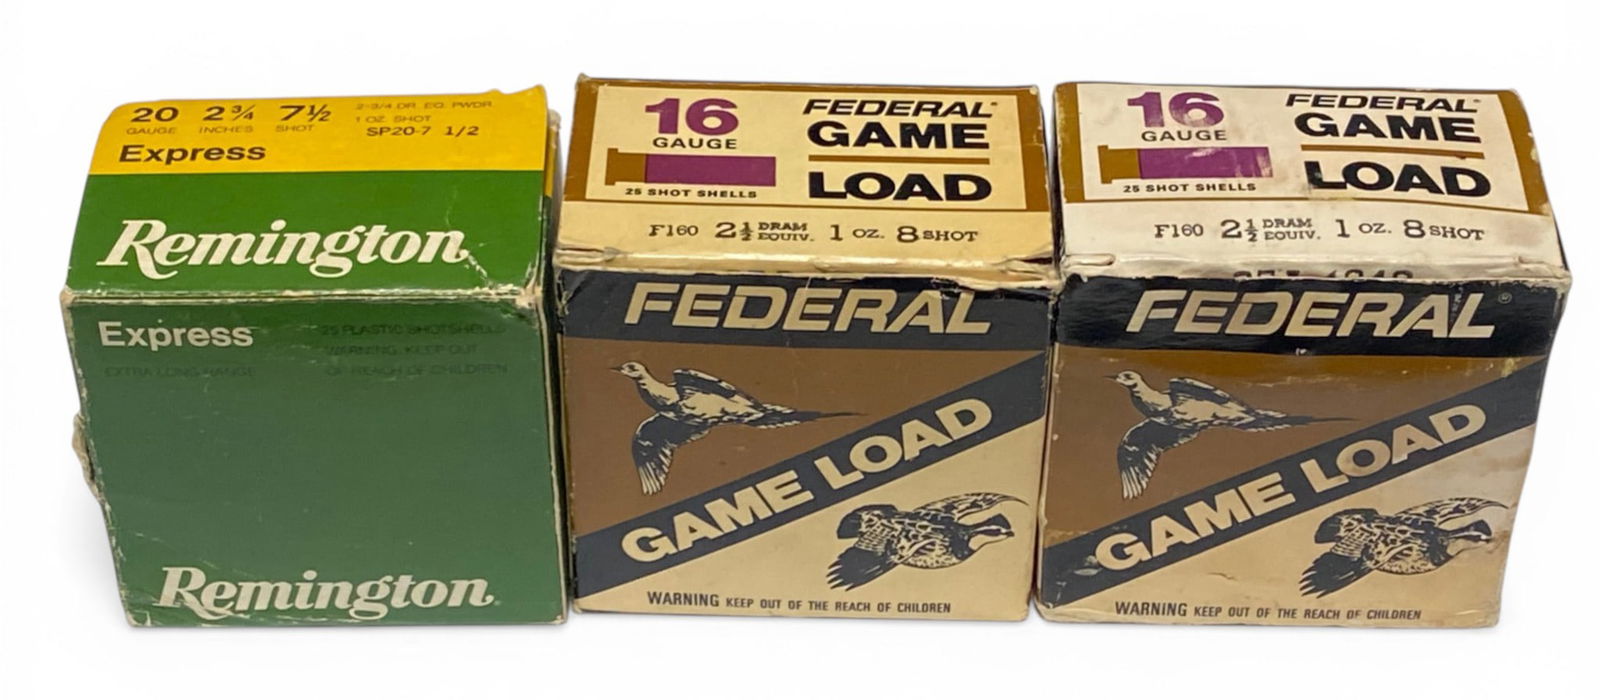 20 2 3/4 7 1/2
GAUGE INCHES SHOT
2-3/4 DR. EQ. PWDR
1 OZ. SHOT
SP20-7 1/2
Express
Remington
Express
EXTRA LONG RANGE
25 PLASTIC SHOTSHELLS
WARNING: KEEP OUT
OF REACH OF CHILDREN
Remington
16
GAUGE
25 SHOT SHELLS
FEDERAL
GAME
LOAD
F160 2½ DRAM EQUIV. 1 OZ. 8 SHOT
FEDERAL
GAME LOAD
WARNING KEEP OUT OF THE REACH OF CHILDREN
16
GAUGE
25 SHOT SHELLS
FEDERAL
GAME
LOAD
F160 2½ DRAM EQUIV. 1 OZ. 8 SHOT
FEDERAL®
GAME LOAD
WARNING KEEP OUT OF THE REACH OF CHILDREN